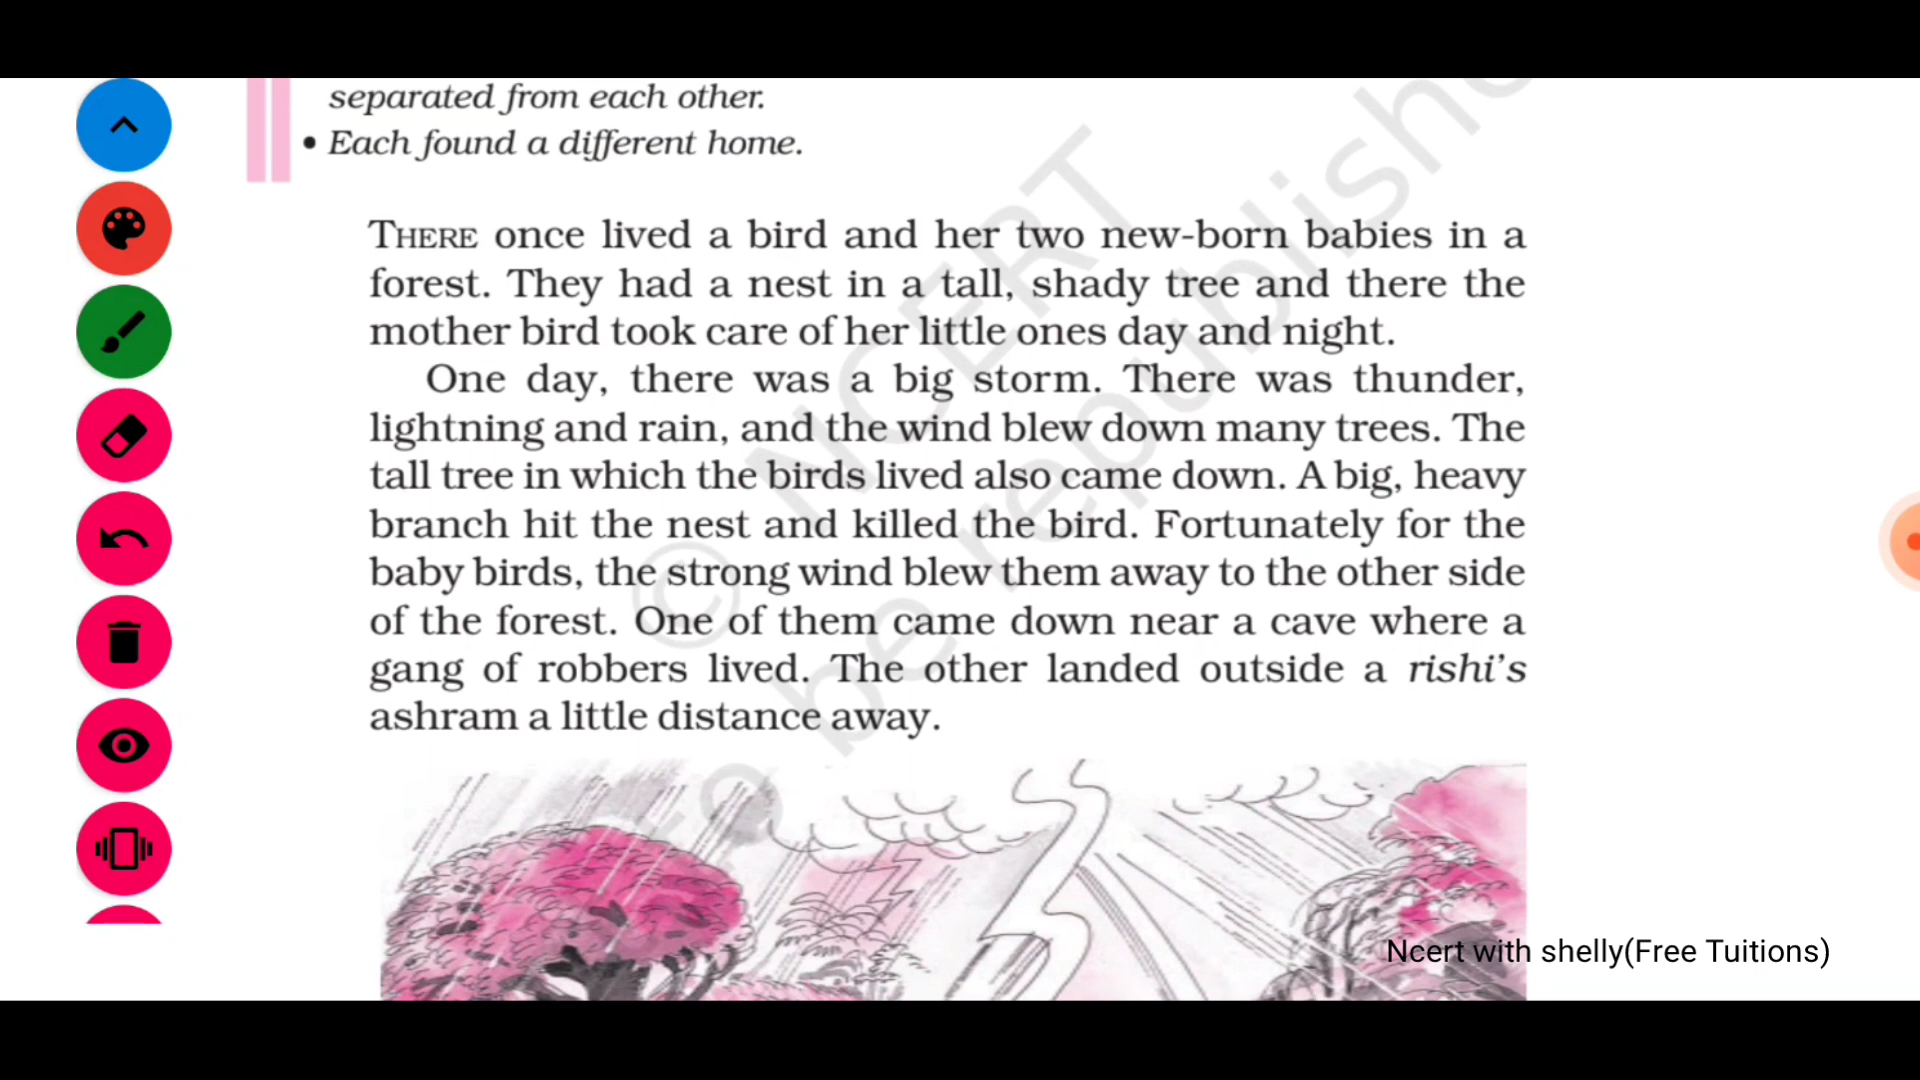 separated from each other.
• Each found a different home.
THERE once lived a bird and her two new-born babies in a
forest. They had a nest in a tall, shady tree and there the
mother bird took care of her little ones day and night.
One day, there was a big storm. There was thunder,
lightning and rain, and the wind blew down many trees. The
tall tree in which the birds lived also came down. A big, heavy
branch hit the nest and killed the bird. Fortunately for the
baby birds, the strong wind blew them away to the other side
of the forest. One of them came down near a cave where a
gang of robbers lived. The other landed outside a rishi's
ashram a little distance away.
© NCERT
be republishe
Ncert with shelly(Free Tuitions)